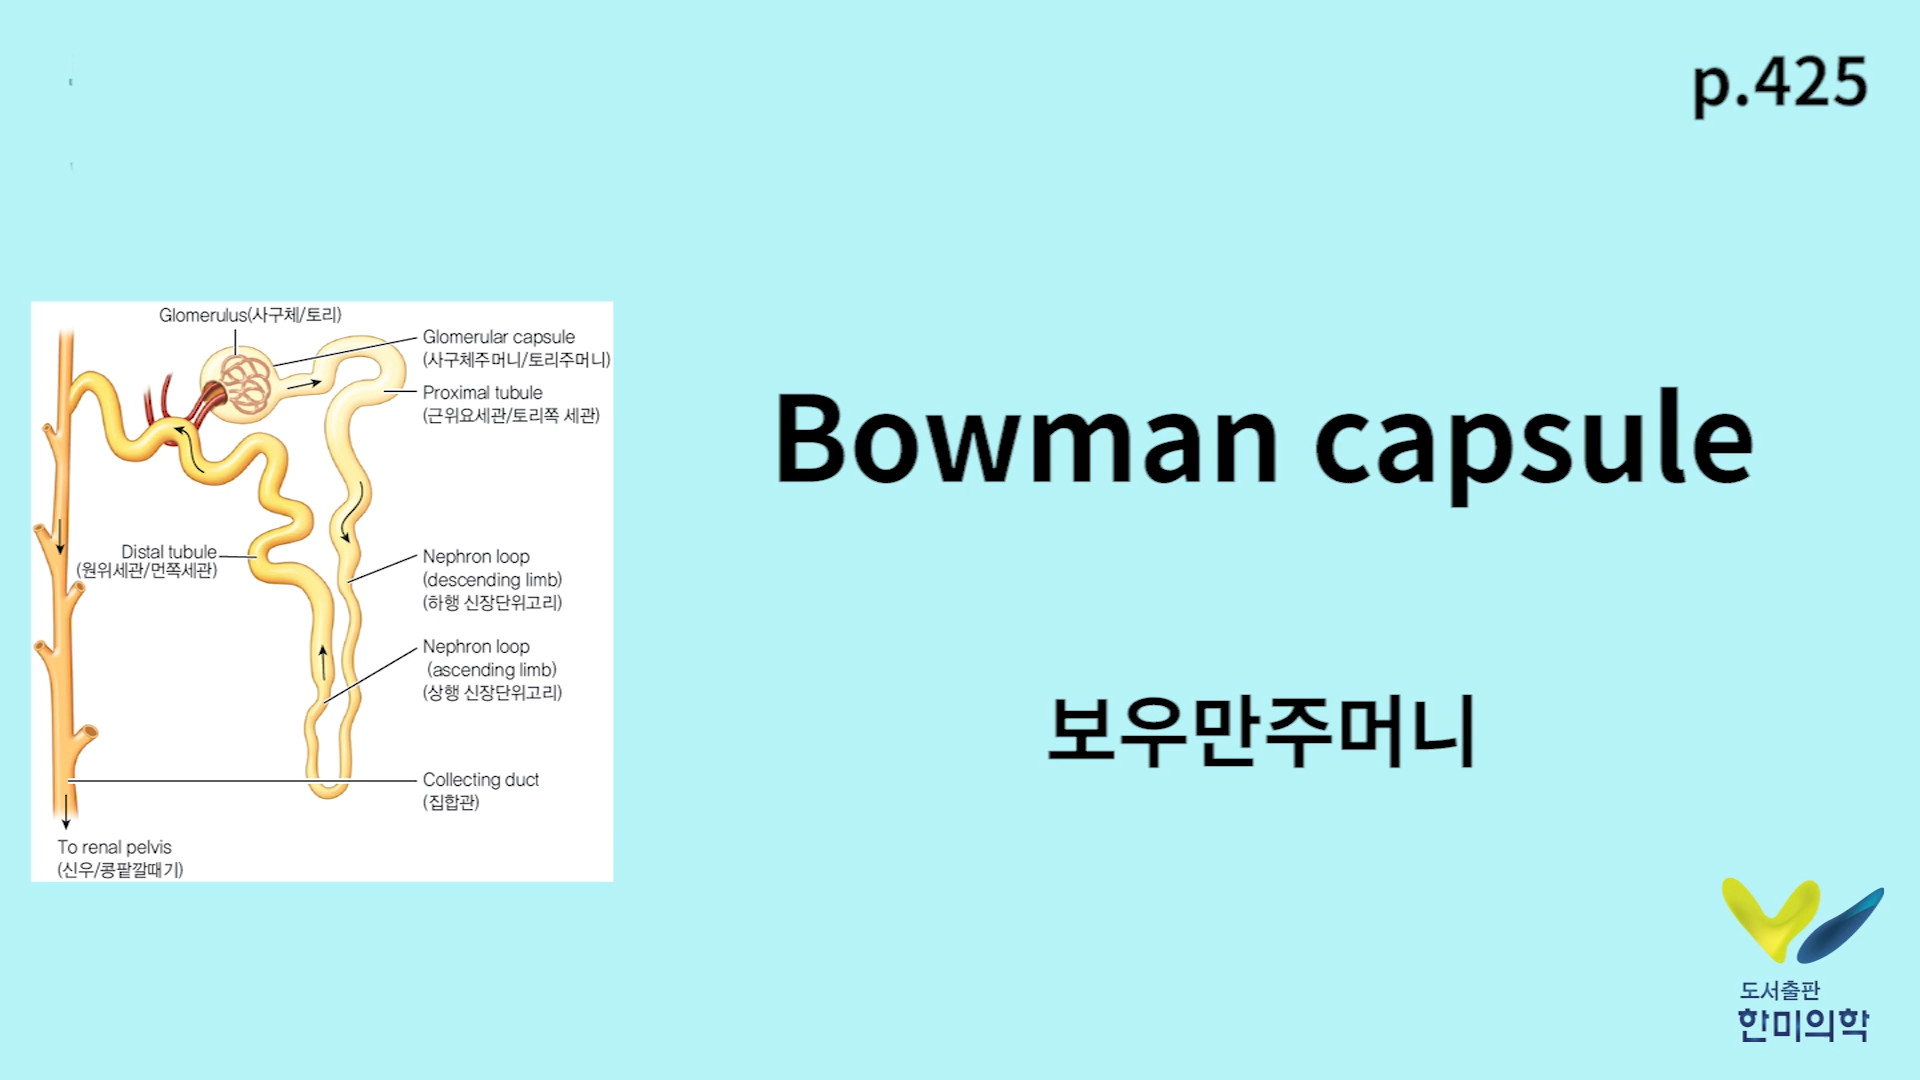 p.425
Glomerulus(사구체/토리)
Glomerular capsule
(사구체주머니/토리주머니)
Proximal tubule
(근위요세관/토리쪽 세관)
Distal tubule
(원위세관/먼쪽세관)
Nephron loop
(descending limb)
(하행 신장단위고리)
Nephron loop
(ascending limb)
(상행 신장단위고리)
Collecting duct
(집합관)
To renal pelvis
(신우/콩팥깔때기)
Bowman capsule
보우만주머니
도서출판
한미의학